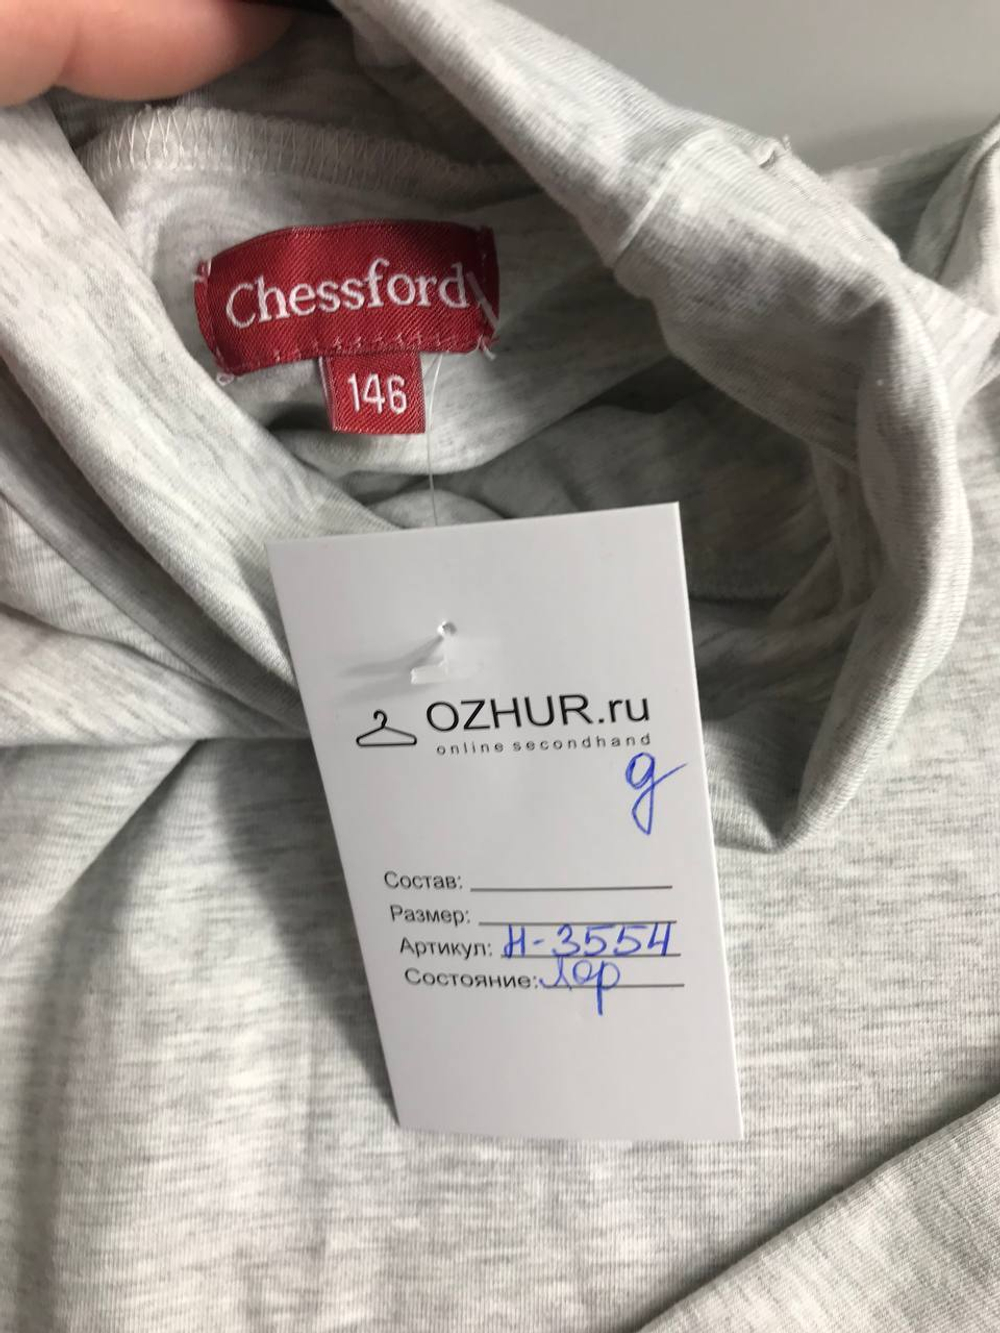 Chessford
146
OZHUR.ru
online secondhand
д
Состав:
Размер:
Артикул: Н-3554
Состояние: Хор